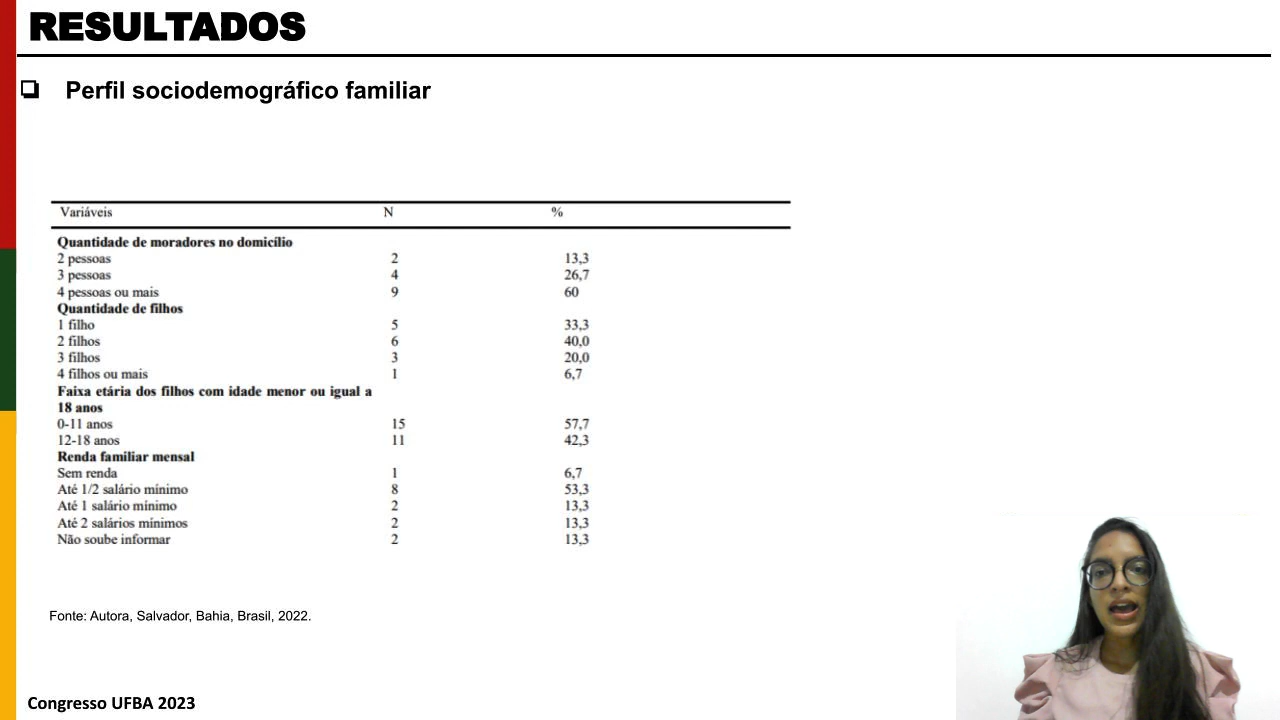 RESULTADOS
Perfil sociodemográfico familiar
Variáveis N %
Quantidade de moradores no domicílio
2 pessoas 2 13,3
3 pessoas 4 26,7
4 pessoas ou mais 9 60
Quantidade de filhos
1 filho 5 33,3
2 filhos 6 40,0
3 filhos 3 20,0
4 filhos ou mais 1 6,7
Faixa etária dos filhos com idade menor ou igual a
18 anos
0-11 anos 15 57,7
12-18 anos 11 42,3
Renda familiar mensal
Sem renda 1 6,7
Até 1/2 salário mínimo 8 53,3
Até 1 salário mínimo 2 13,3
Até 2 salários mínimos 2 13,3
Não soube informar 2 13,3
Fonte: Autora, Salvador, Bahia, Brasil, 2022.
Congresso UFBA 2023